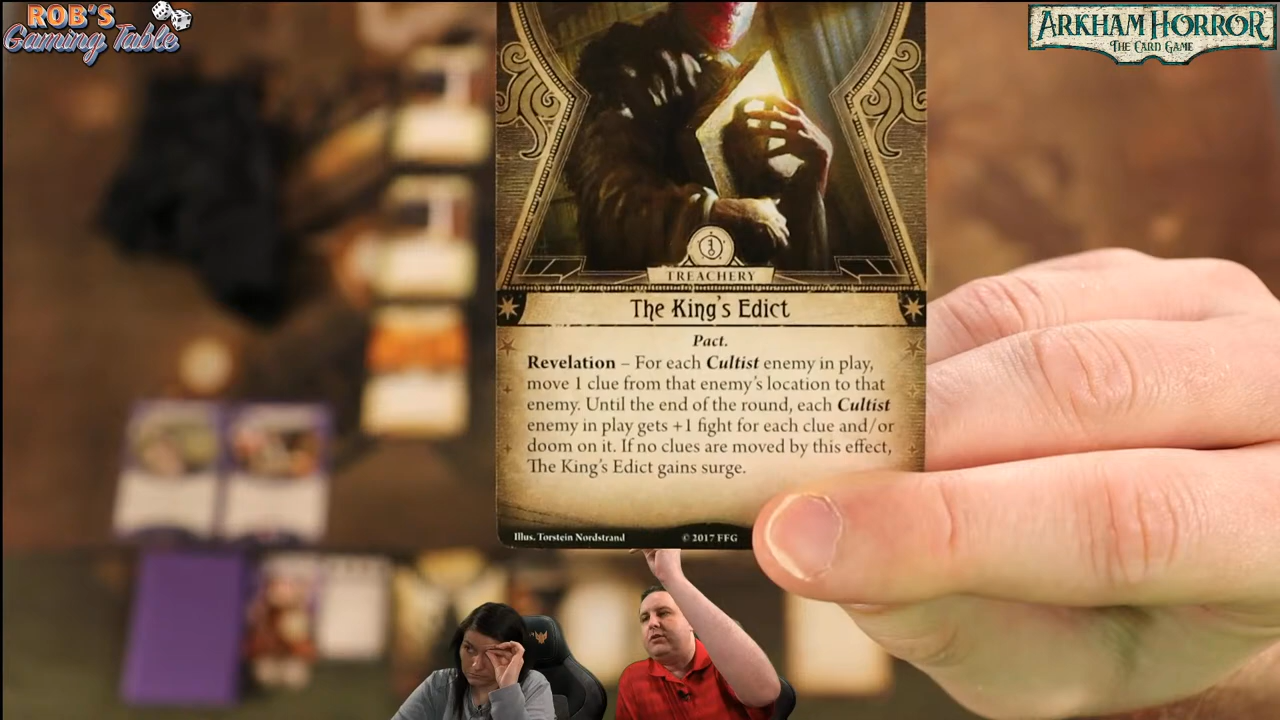 ROB'S
Gaming Table
ARKHAM HORROR
THE CARD GAME
TREACHERY
The King's Edict
Pact.
Revelation – For each Cultist enemy in play,
move 1 clue from that enemy's location to that
enemy. Until the end of the round, each Cultist
enemy in play gets +1 fight for each clue and/or
doom on it. If no clues are moved by this effect,
The King's Edict gains surge.
Illus. Torstein Nordstrand
© 2017 FFG